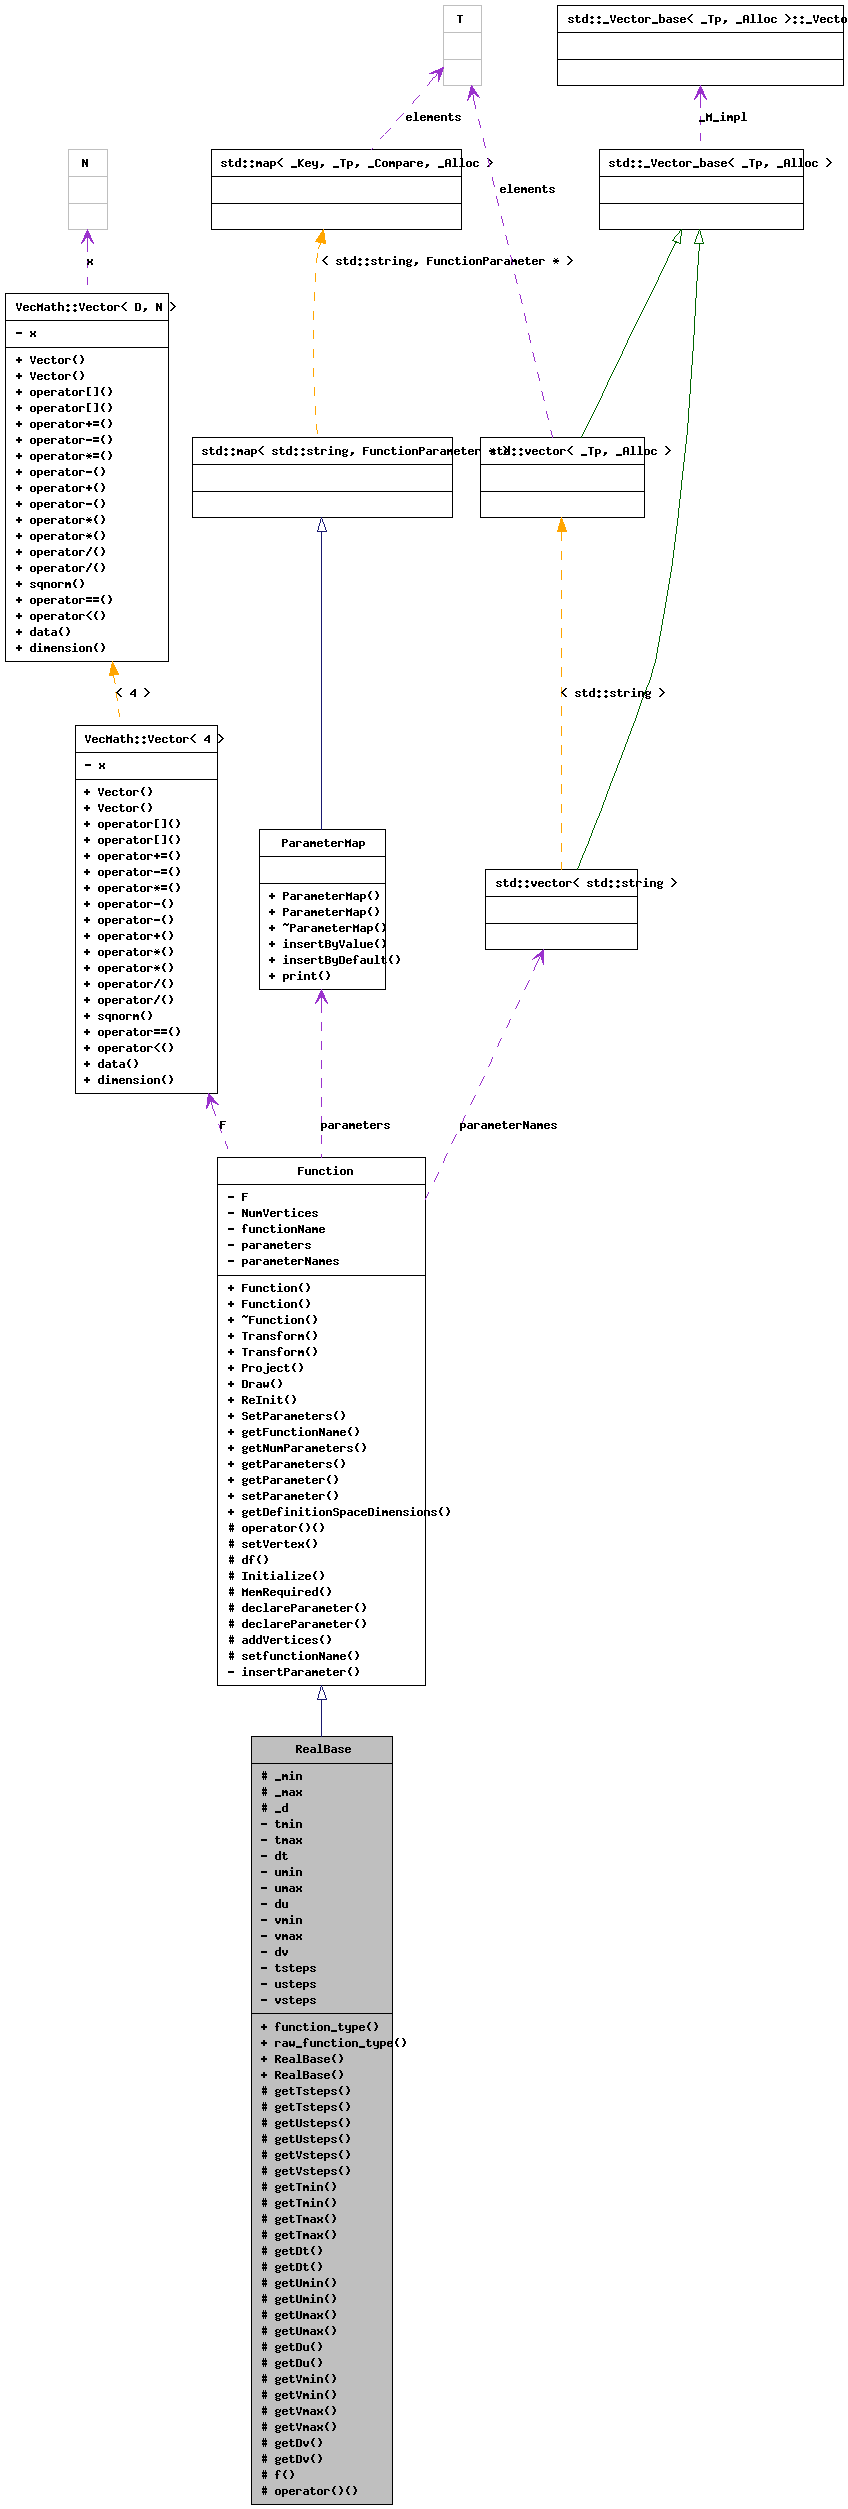 T
std::_Vector_base< _Tp, _Alloc >::_Vecto
elements
_M_impl
N
std::map< _Key, _Tp, _Compare, _Alloc >
std::_Vector_base< _Tp, _Alloc >
elements
x
< std::string, FunctionParameter * >
VecMath::Vector< D, N >
- x
+ Vector()
+ Vector()
+ operator[]()
+ operator[]()
+ operator+=()
+ operator-=()
+ operator*=()
+ operator-()
+ operator+()
+ operator-()
+ operator*()
+ operator*()
+ operator/()
+ operator/()
+ sqnorm()
+ operator==()
+ operator<()
+ data()
+ dimension()
std::map< std::string, FunctionParameter * >
std::vector< _Tp, _Alloc >
< 4 >
< std::string >
VecMath::Vector< 4 >
- x
+ Vector()
+ Vector()
+ operator[]()
+ operator[]()
+ operator+=()
+ operator-=()
+ operator*=()
+ operator-()
+ operator-()
+ operator+()
+ operator*()
+ operator*()
+ operator/()
+ operator/()
+ sqnorm()
+ operator==()
+ operator<()
+ data()
+ dimension()
ParameterMap
+ ParameterMap()
+ ParameterMap()
+ ~ParameterMap()
+ insertByValue()
+ insertByDefault()
+ print()
std::vector< std::string >
F
parameters
parameterNames
Function
- F
- NumVertices
- functionName
- parameters
- parameterNames
+ Function()
+ Function()
+ ~Function()
+ Transform()
+ Transform()
+ Project()
+ Draw()
+ ReInit()
+ SetParameters()
+ getFunctionName()
+ getNumParameters()
+ getParameters()
+ getParameter()
+ setParameter()
+ getDefinitionSpaceDimensions()
# operator()()
# setVertex()
# df()
# Initialize()
# MemRequired()
# declareParameter()
# declareParameter()
# addVertices()
# setfunctionName()
- insertParameter()
RealBase
# _min
# _max
# _d
- tmin
- tmax
- dt
- umin
- umax
- du
- vmin
- vmax
- dv
- tsteps
- usteps
- vsteps
+ function_type()
+ raw_function_type()
+ RealBase()
+ RealBase()
# getTsteps()
# getTsteps()
# getUsteps()
# getUsteps()
# getVsteps()
# getVsteps()
# getTmin()
# getTmin()
# getTmax()
# getTmax()
# getDt()
# getDt()
# getUmin()
# getUmin()
# getUmax()
# getUmax()
# getDu()
# getDu()
# getVmin()
# getVmin()
# getVmax()
# getVmax()
# getDv()
# getDv()
# f()
# operator()()